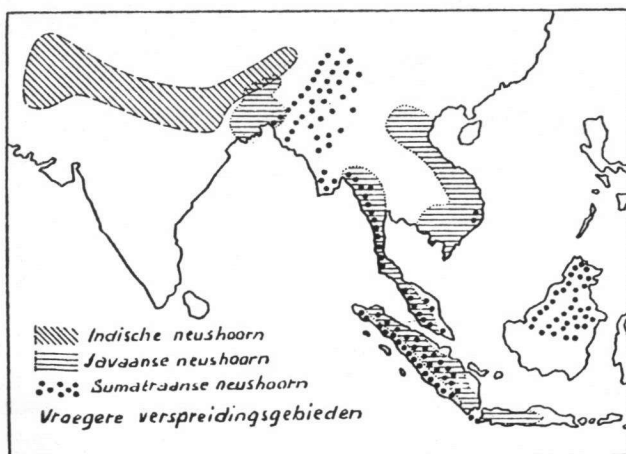 Indische neushoorn
Javaanse neushoorn
Sumatraanse neushoorn
Vroegere verspreidingsgebieden